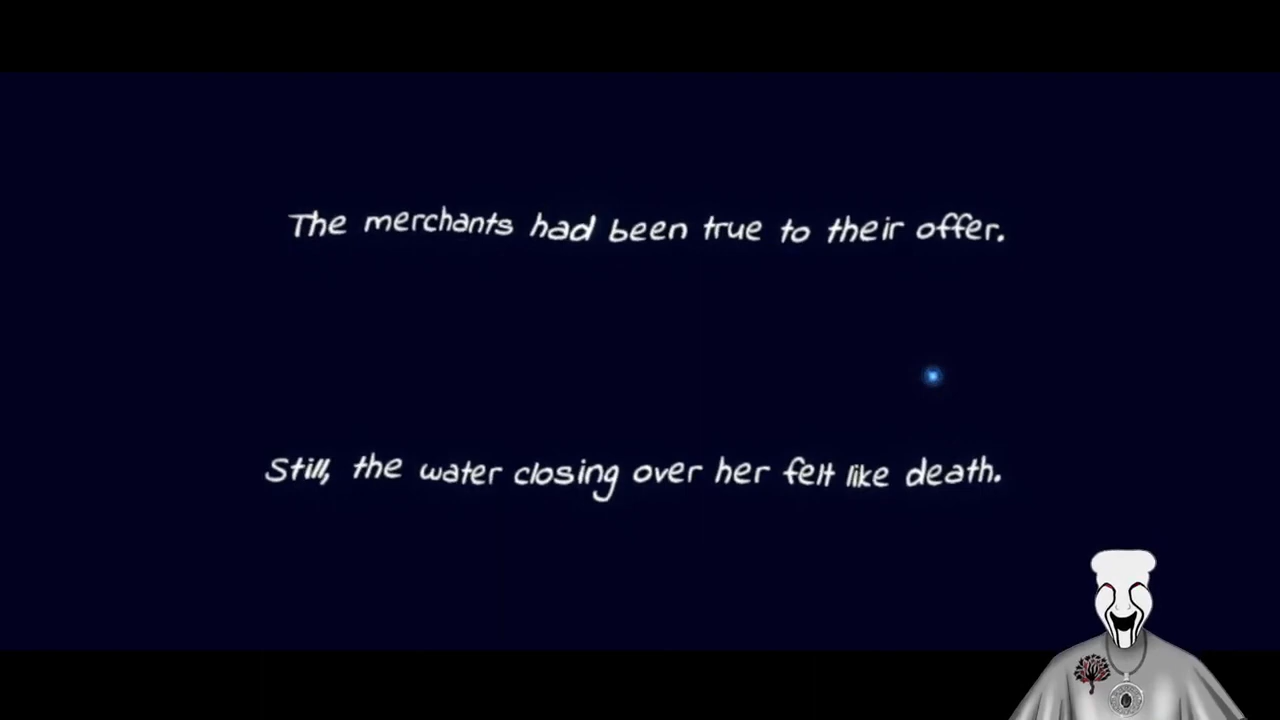 The merchants had been true to their offer.
Still, the water closing over her felt like death.